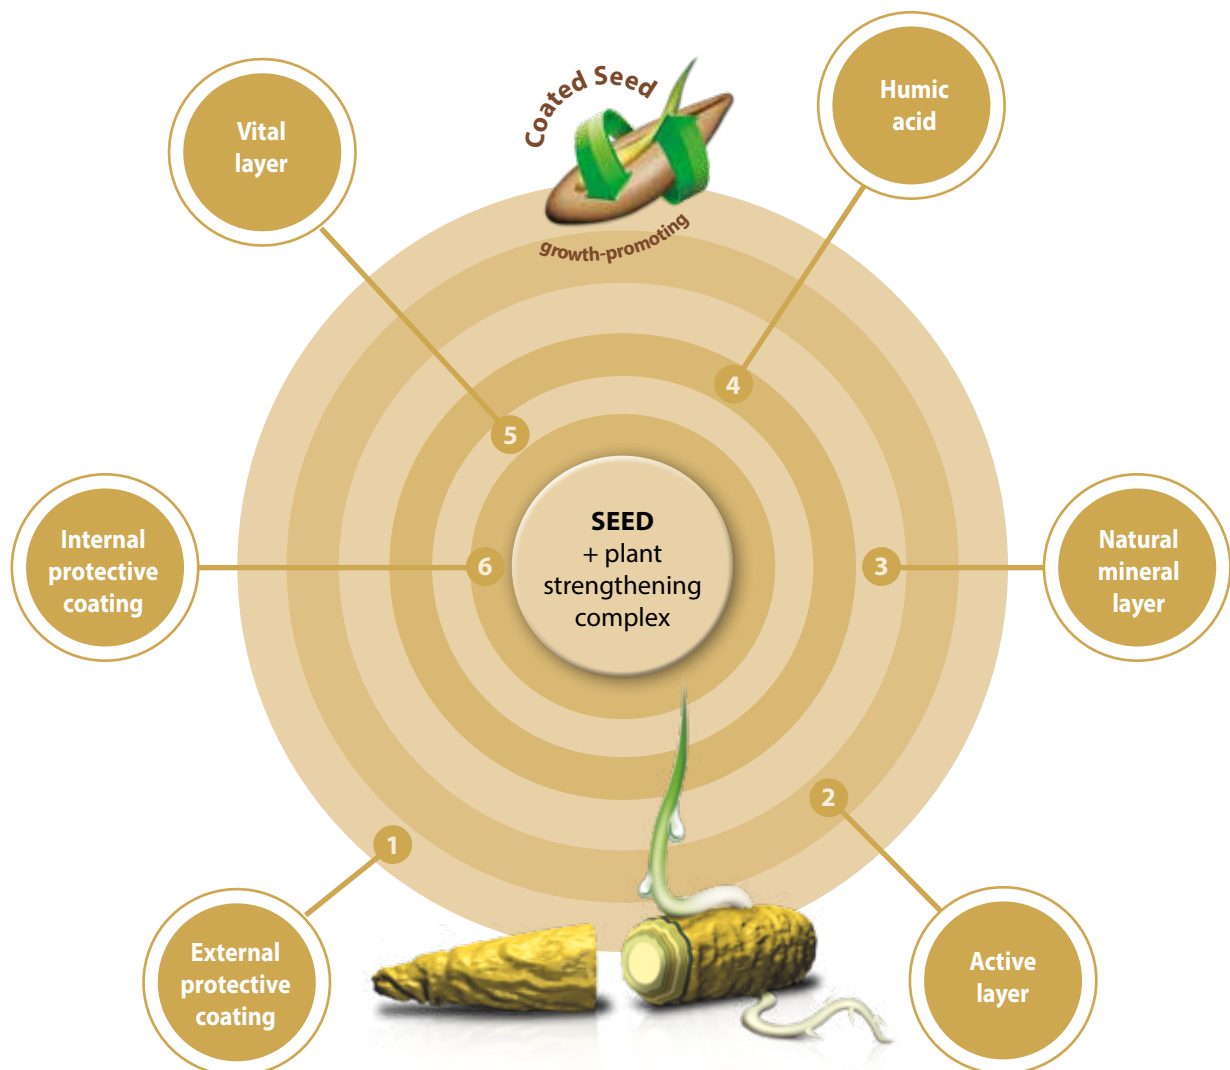 Coated Seed
growth-promoting
Humic
acid
4
Vital
layer
5
Internal
protective
coating
6
SEED
+ plant
strengthening
complex
3
Natural
mineral
layer
2
Active
layer
1
External
protective
coating